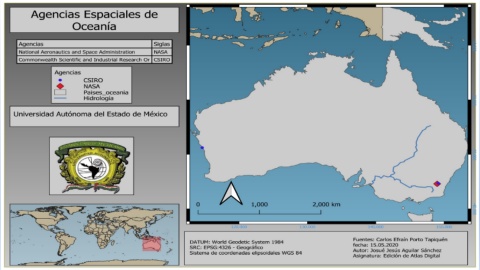 Agencias Espaciales de
Oceanía
Agencias Siglas
National Aeronautics and Space Administration NASA
Commonwealth Scientific and Industrial Research Or CSIRO
Agencias
CSIRO
NASA
Países_oceania
Hidrología
Universidad Autónoma del Estado de México
0 1,000 2,000 km
DATUM: World Geodetic System 1984
SRC: EPSG:4326 - Geográfico
Sistema de coordenadas elipsoidales WGS 84
Fuentes: Carlos Efraín Porto Tapiquén
fecha: 15.05.2020
Autor: Josué Jesús Aguilar Sánchez
Asignatura: Edición de Atlas Digital